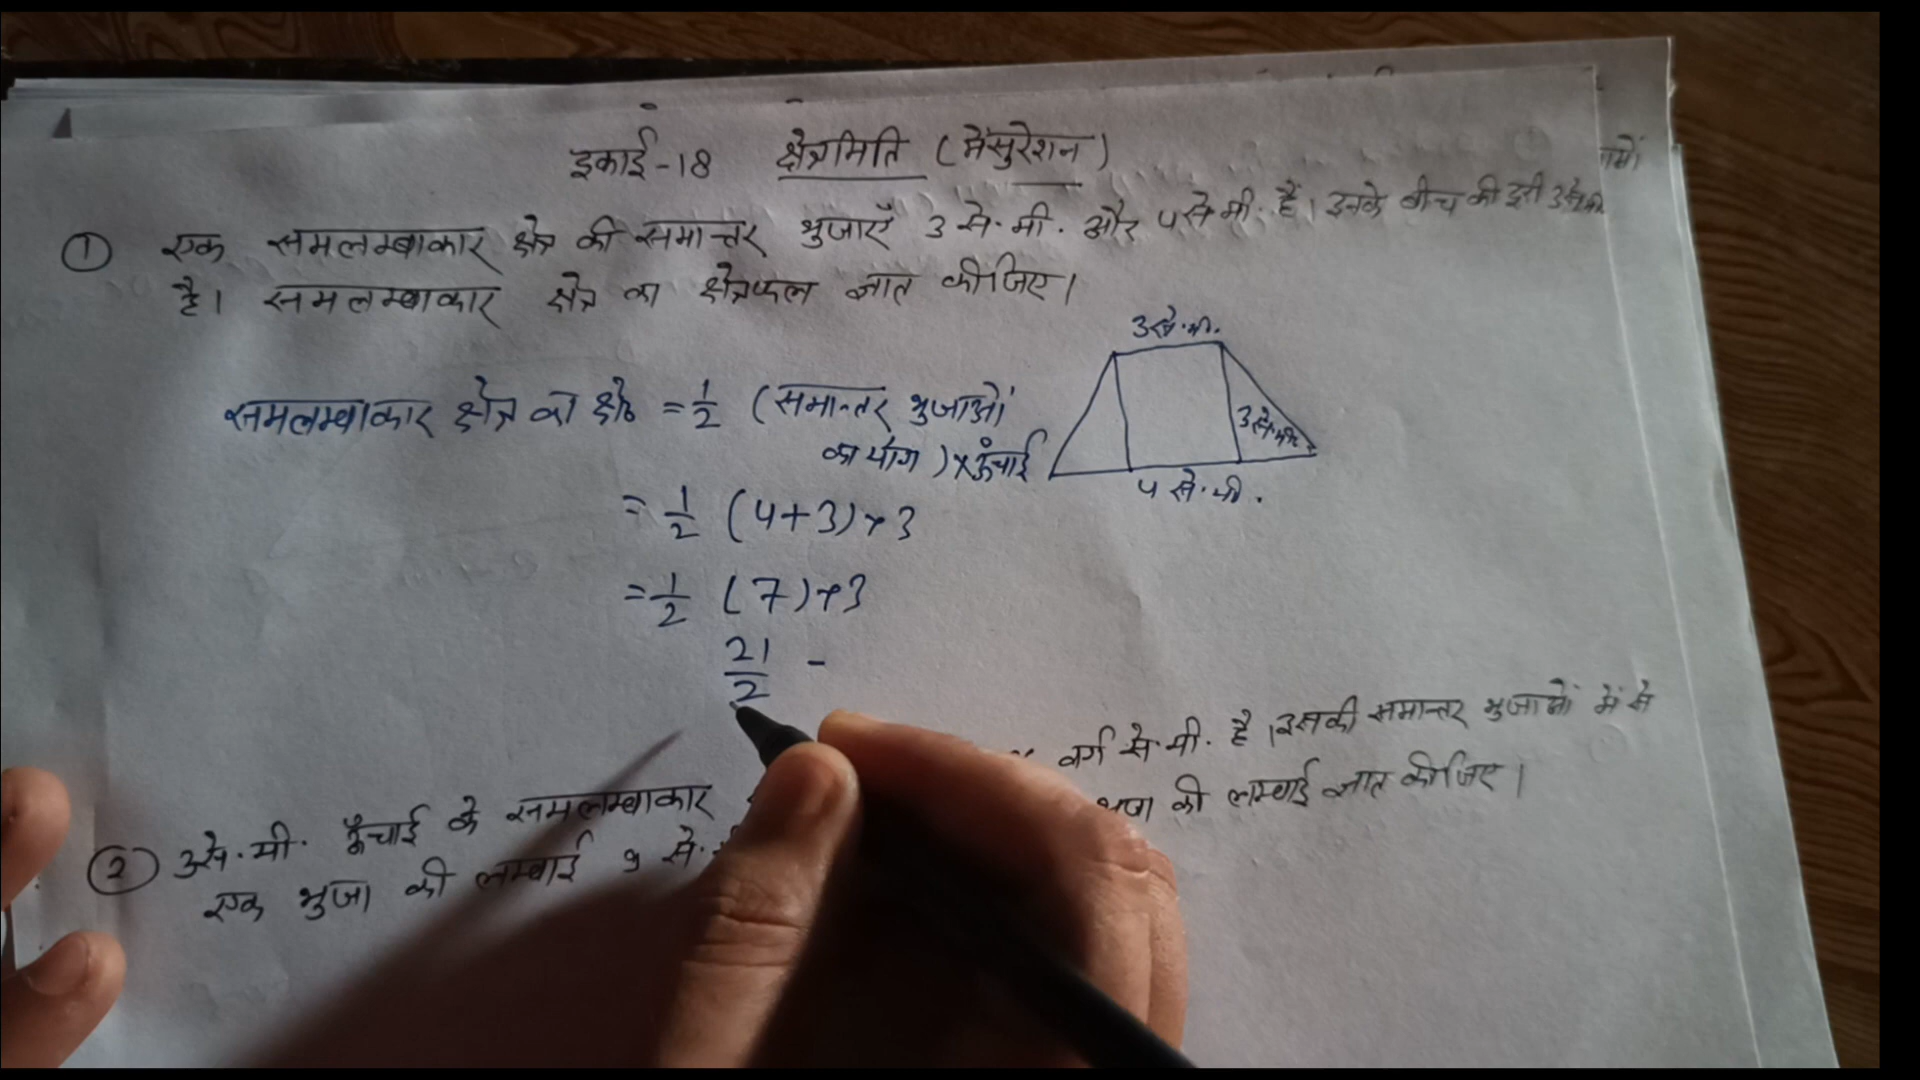 इकाई-18 क्षेत्रमिति (मेंसुरेशन)
① एक समलम्बाकार क्षेत्र की समान्तर भुजाएँ 3 से.मी. और 4 से.मी. हैं। इनके बीच की दूरी 3 से.मी.
है। समलम्बाकार क्षेत्र का क्षेत्रफल ज्ञात कीजिए।
3 से.मी.
समलम्बाकार क्षेत्र का क्षे० = 1/2 (समान्तर भुजाओं
का योग) × ऊंचाई
3 से.मी.
4 से.मी.
= 1/2 (4+3) × 3
= 1/2 (7) × 3
21/2 -
② 3 से.मी. ऊँचाई के समलम्बाकार वर्ग से.मी. है। इसकी समान्तर भुजाओं में से
एक भुजा की लम्बाई 9 से. भुजा की लम्बाई ज्ञात कीजिए।